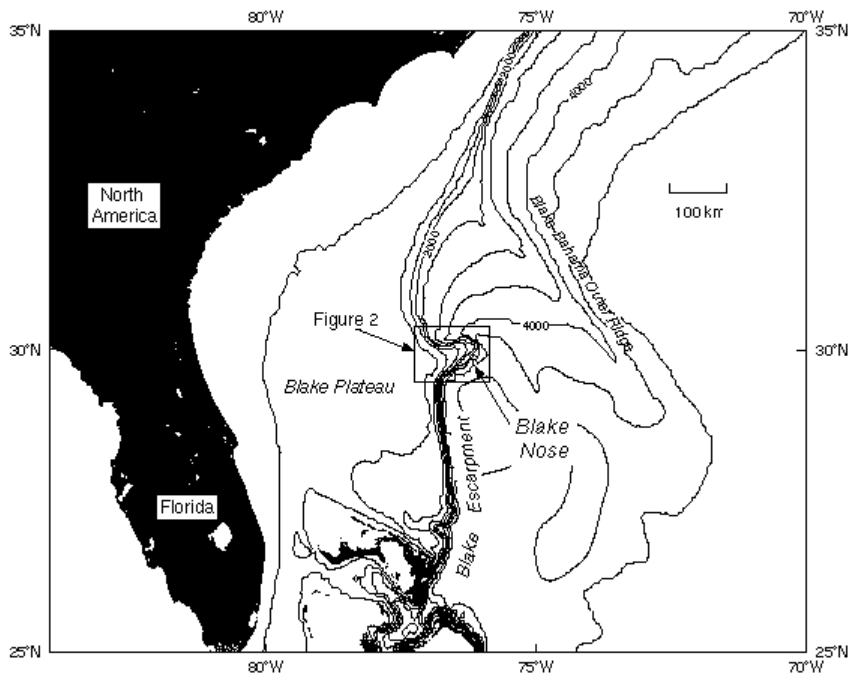 80°W
75°W
70°W
35°N
35°N
2000
4000
North
America
100 km
Blake-Bahama Outer Ridge
2000
Figure 2
4000
30°N
30°N
Blake Plateau
Blake
Nose
Blake Escarpment
Florida
25°N
25°N
80°W
75°W
70°W